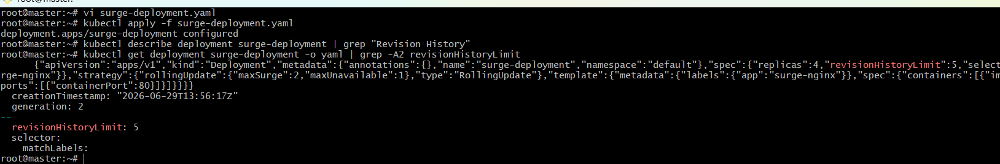 root@master:~# vi surge-deployment.yaml
root@master:~# kubectl apply -f surge-deployment.yaml
deployment.apps/surge-deployment configured
root@master:~# kubectl describe deployment surge-deployment | grep "Revision History"
root@master:~# kubectl get deployment surge-deployment -o yaml | grep -A2 revisionHistoryLimit
      {"apiVersion":"apps/v1","kind":"Deployment","metadata":{"annotations":{},"name":"surge-deployment","namespace":"default"},"spec":{"replicas":4,"revisionHistoryLimit":5,"select
rge-nginx"}},"strategy":{"rollingUpdate":{"maxSurge":2,"maxUnavailable":1},"type":"RollingUpdate"},"template":{"metadata":{"labels":{"app":"surge-nginx"}},"spec":{"containers":[{"im
ports":[{"containerPort":80}]}]}}}}
  creationTimestamp: "2026-06-29T13:56:17Z"
  generation: 2
--
  revisionHistoryLimit: 5
  selector:
    matchLabels:
root@master:~#